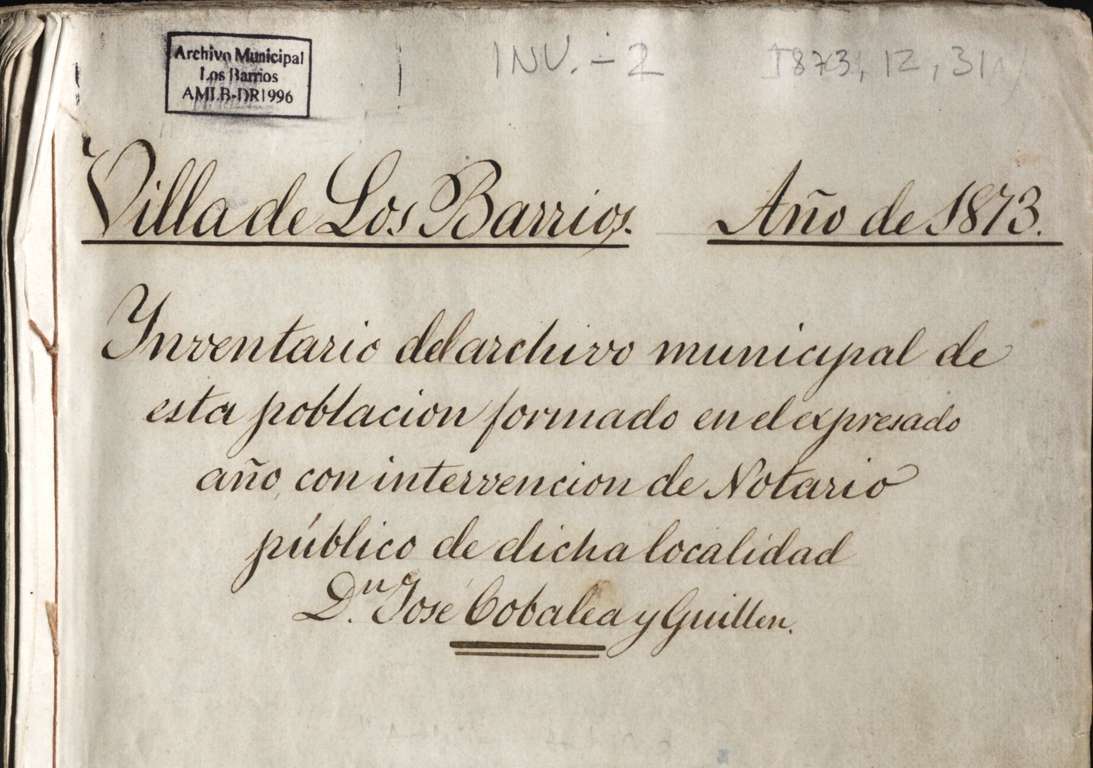 Archivo Municipal
Los Barrios
AMLB-DR1996
INV. - 2
1873, 12, 31
Villa de Los Barrios. Año de 1873.
Ynventario del archivo municipal de
esta poblacion formado en el expresado
año, con intervencion de Notario
público de dicha localidad
Dn. José Cobalea y Guillen.